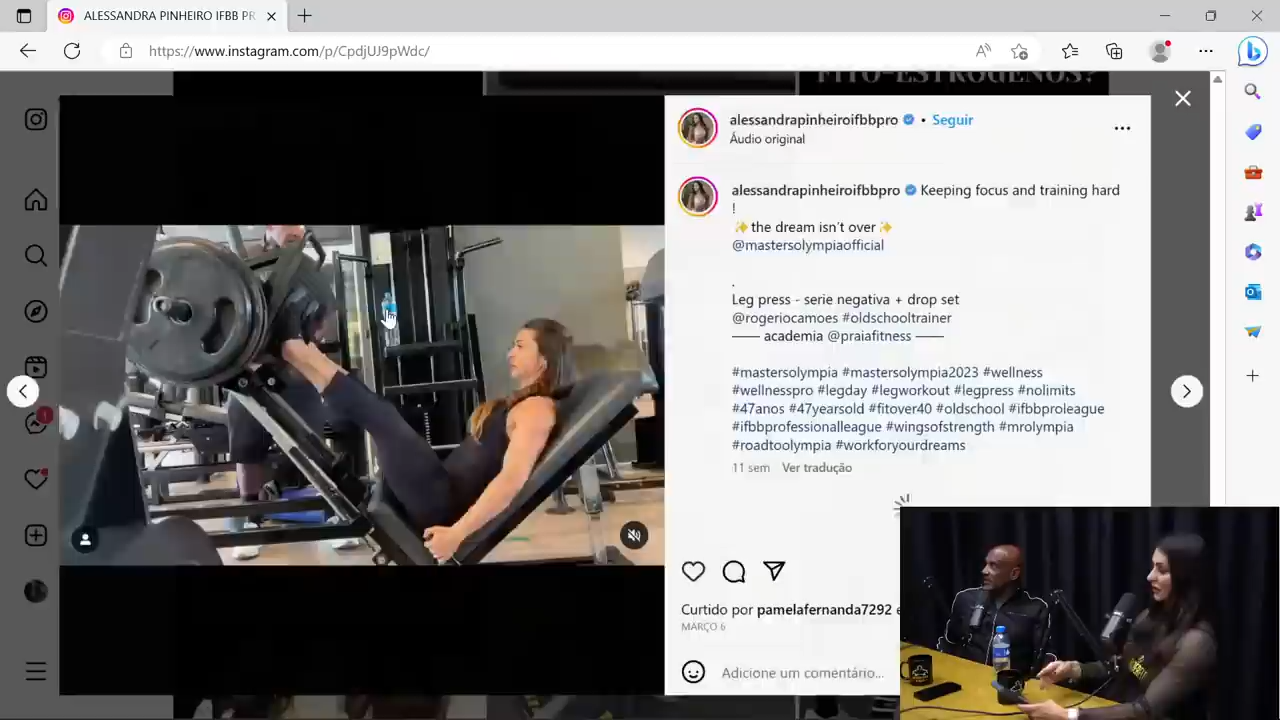 ALESSANDRA PINHEIRO IFBB PR
https://www.instagram.com/p/CpdjUJ9pWdc/
FITO-ESTRÓGENOS?
alessandrapinheiroifbbpro • Seguir
Áudio original
alessandrapinheiroifbbpro Keeping focus and training hard
!
✨the dream isn't over✨
@mastersolympiaofficial
.
Leg press - serie negativa + drop set
@rogeriocamoes #oldschooltrainer
—— academia @praiafitness ——
#mastersolympia #mastersolympia2023 #wellness
#wellnesspro #legday #legworkout #legpress #nolimits
#47anos #47yearsold #fitover40 #oldschool #ifbbproleague
#ifbbprofessionalleague #wingsofstrength #mrolympia
#roadtoolympia #workforyourdreams
11 sem Ver tradução
1
Curtido por pamelafernanda7292 e
MARÇO 6
Adicione um comentário...